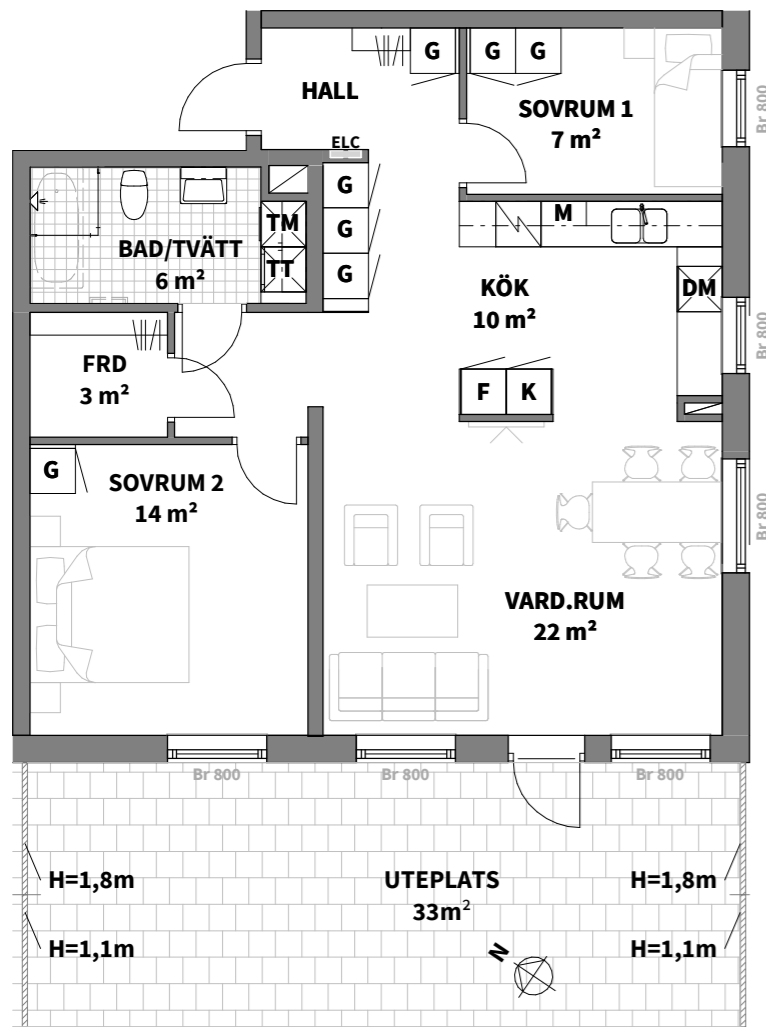 G
G
G
HALL
SOVRUM 1
7 m²
Br 800
ELC
G
G
G
TM
TT
BAD/TVÄTT
6 m²
M
KÖK
10 m²
DM
Br 800
FRD
3 m²
F
K
G
SOVRUM 2
14 m²
Br 800
VARD.RUM
22 m²
Br 800
Br 800
Br 800
H=1,8m
UTEPLATS
33m²
H=1,8m
H=1,1m
H=1,1m
N